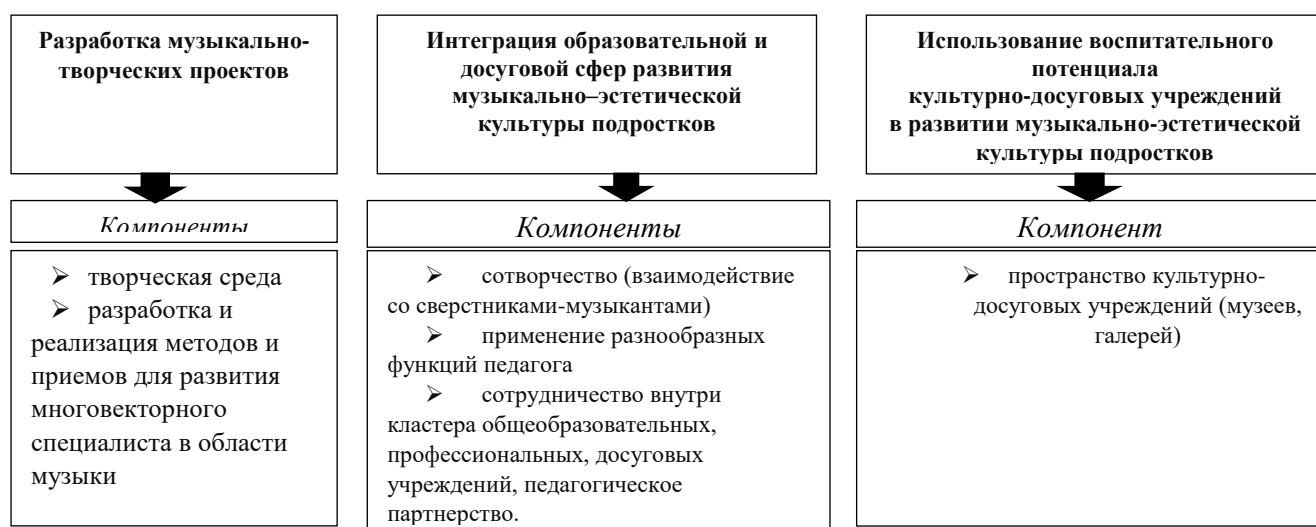 Разработка музыкально-
творческих проектов
Компоненты
➢ творческая среда
➢ разработка и
реализация методов и
приемов для развития
многовекторного
специалиста в области
музыки
Интеграция образовательной и
досуговой сфер развития
музыкально–эстетической
культуры подростков
Компоненты
➢ сотворчество (взаимодействие
со сверстниками-музыкантами)
➢ применение разнообразных
функций педагога
➢ сотрудничество внутри
кластера общеобразовательных,
профессиональных, досуговых
учреждений, педагогическое
партнерство.
Использование воспитательного
потенциала
культурно-досуговых учреждений
в развитии музыкально-эстетической
культуры подростков
Компонент
➢ пространство культурно-
досуговых учреждений (музеев,
галерей)